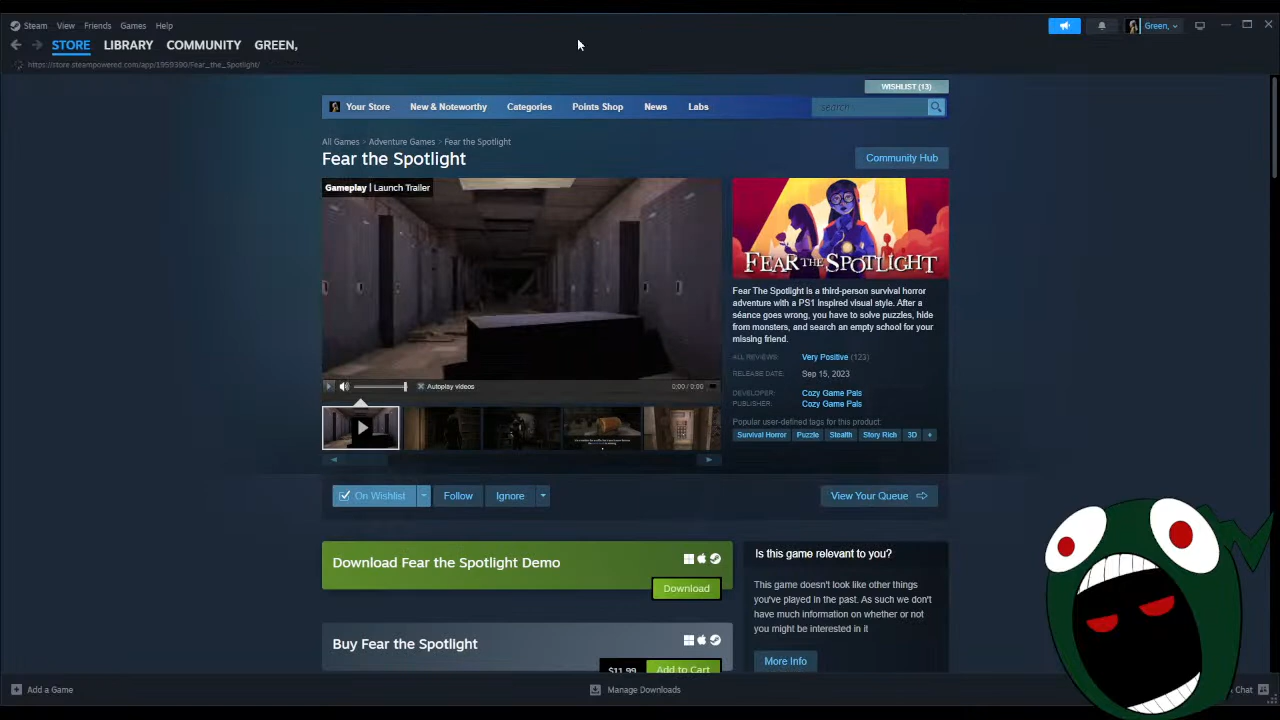 Steam View Friends Games Help
Green,
STORE LIBRARY COMMUNITY GREEN,
https://store.steampowered.com/app/1959390/Fear_the_Spotlight/
WISHLIST (13)
Your Store New & Noteworthy Categories Points Shop News Labs
search
All Games > Adventure Games > Fear the Spotlight
Fear the Spotlight
Community Hub
Gameplay | Launch Trailer
FEAR THE SPOTLIGHT
Fear The Spotlight is a third-person survival horror
adventure with a PS1 inspired visual style. After a
séance goes wrong, you have to solve puzzles, hide
from monsters, and search an empty school for your
missing friend.
ALL REVIEWS: Very Positive (123)
RELEASE DATE: Sep 15, 2023
DEVELOPER: Cozy Game Pals
PUBLISHER: Cozy Game Pals
Autoplay videos
0:00 / 0:00
Popular user-defined tags for this product:
Survival Horror Puzzle Stealth Story Rich 3D +
On Wishlist Follow Ignore View Your Queue
Download Fear the Spotlight Demo
Download
Is this game relevant to you?
This game doesn't look like other things
you've played in the past. As such we don't
have much information on whether or not
you might be interested in it
More Info
Buy Fear the Spotlight
$11.99 Add to Cart
Add a Game Manage Downloads Chat